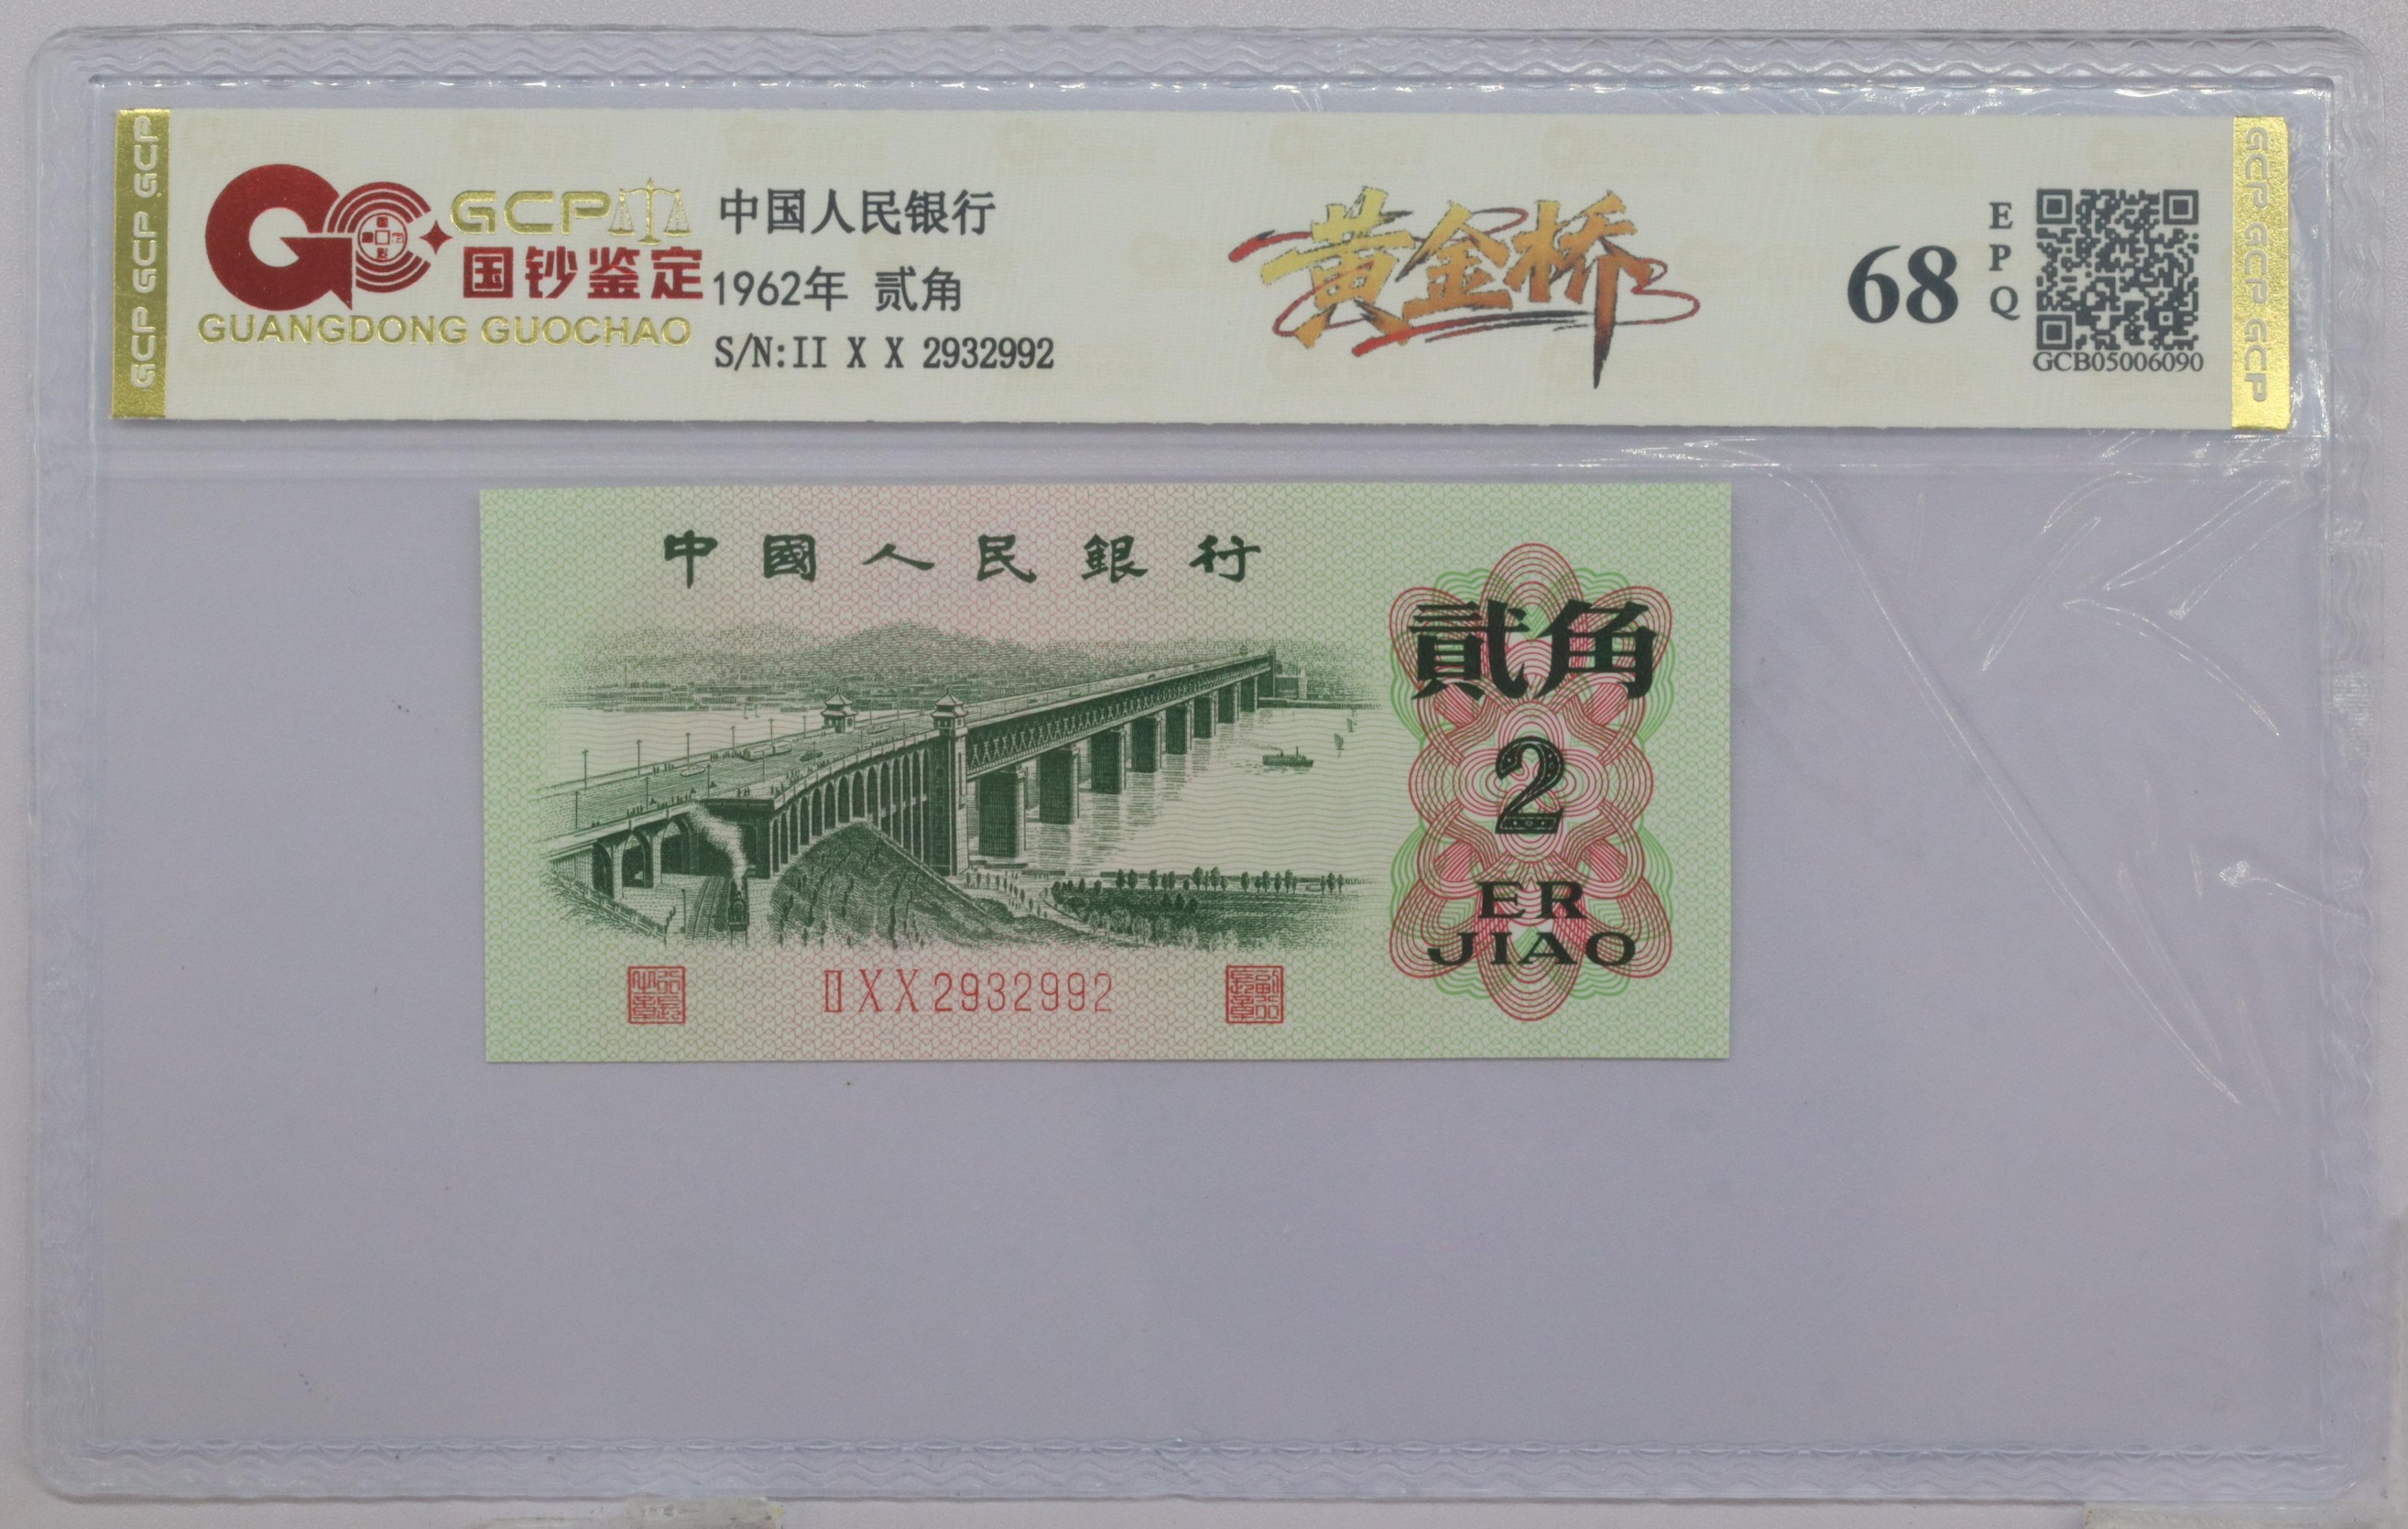 GCP GCP GCP
GCP
国钞鉴定
GUANGDONG GUOCHAO
中国人民银行
1962年 贰角
S/N:II X X 2932992
黄金桥
68
EPQ
GCB05006090
GCP GCP GCP
中國人民銀行
貳角
2
ER
JIAO
ⅡXX2932992